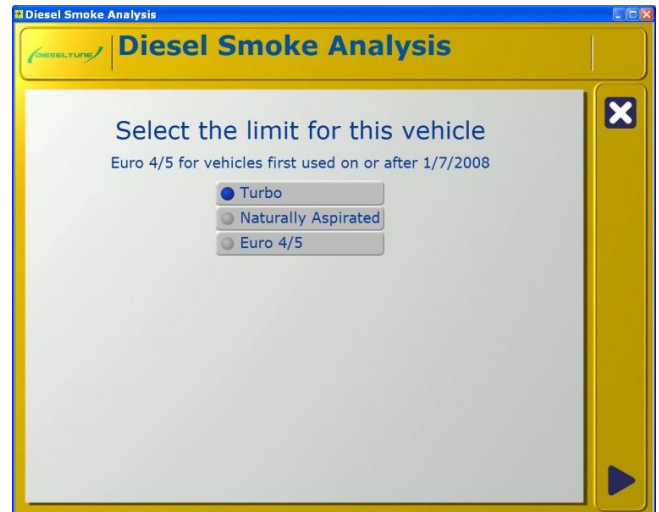 Diesel Smoke Analysis
DIESELTUNE
Diesel Smoke Analysis
Select the limit for this vehicle
Euro 4/5 for vehicles first used on or after 1/7/2008
Turbo
Naturally Aspirated
Euro 4/5